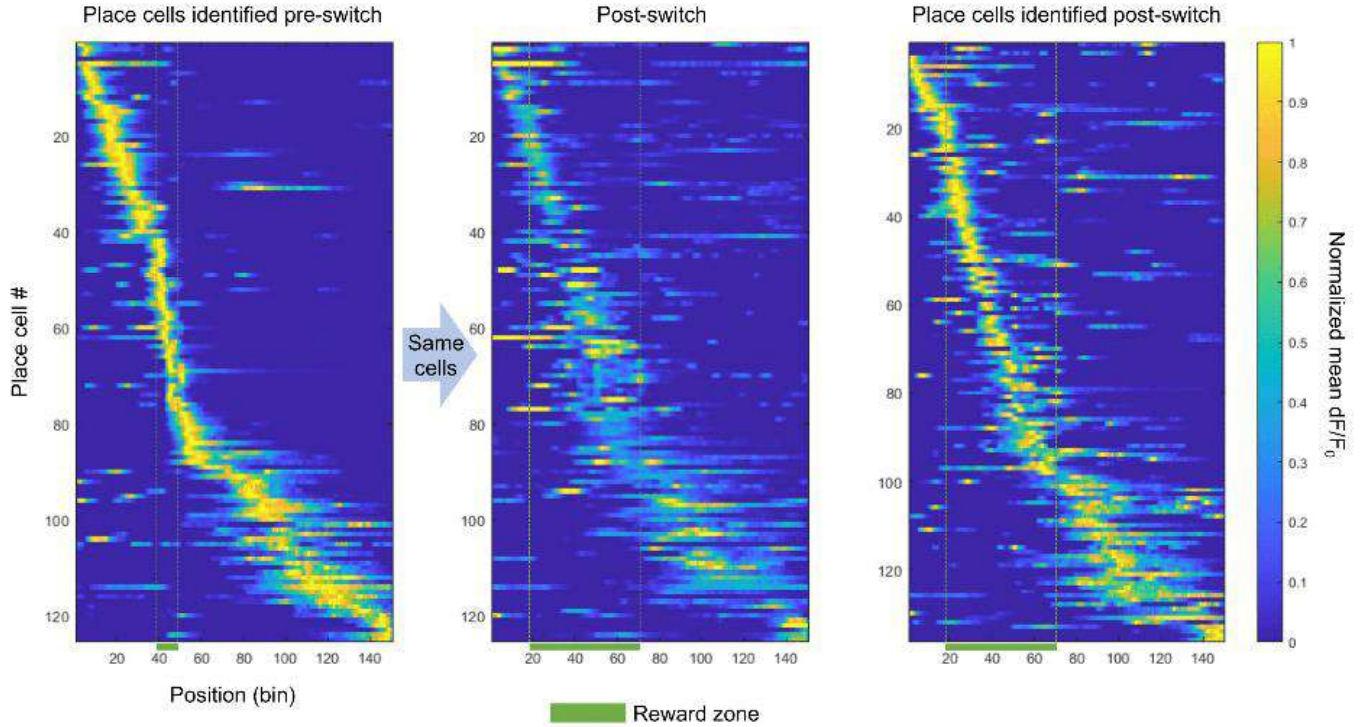 Place cells identified pre-switch
Post-switch
Place cells identified post-switch
Place cell #
20
40
60
80
100
120
20 40 60 80 100 120 140
Position (bin)
Same
cells
20
40
60
80
100
120
20 40 60 80 100 120 140
Reward zone
20
40
60
80
100
120
20 40 60 80 100 120 140
1
0.9
0.8
0.7
0.6
0.5
0.4
0.3
0.2
0.1
0
Normalized mean dF/F₀